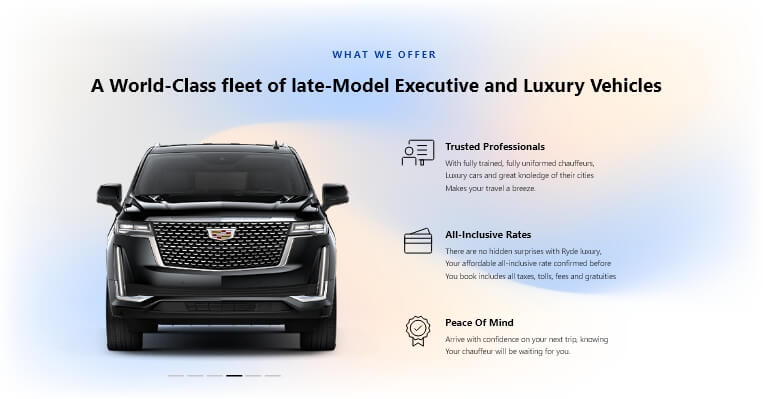 WHAT WE OFFER
A World-Class fleet of late-Model Executive and Luxury Vehicles
Trusted Professionals
With fully trained, fully uniformed chauffeurs,
Luxury cars and great knoledge of their cities
Makes your travel a breeze.
All-Inclusive Rates
There are no hidden surprises with Ryde luxury,
Your affordable all-inclusive rate confirmed before
You book includes all taxes, tolls, fees and gratuities
Peace Of Mind
Arrive with confidence on your next trip, knowing
Your chauffeur will be waiting for you.